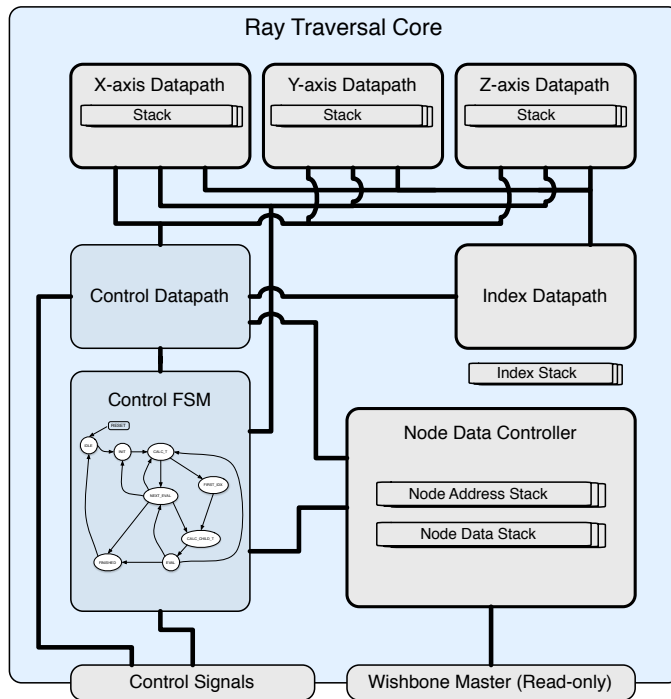 Ray Traversal Core
X-axis Datapath
Y-axis Datapath
Z-axis Datapath
Stack
Stack
Stack
Control Datapath
Index Datapath
Index Stack
Control FSM
RESET
IDLE
INIT
CALC_T
FIRST_IDX
NEXT_EVAL
CALC_CHILD_T
FINISHED
EVAL
Node Data Controller
Node Address Stack
Node Data Stack
Control Signals
Wishbone Master (Read-only)